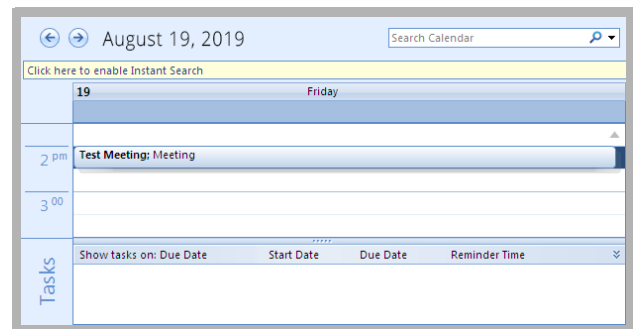 August 19, 2019 Search Calendar
Click here to enable Instant Search
19 Friday
2 pm Test Meeting; Meeting
3 00
Tasks Show tasks on: Due Date Start Date Due Date Reminder Time